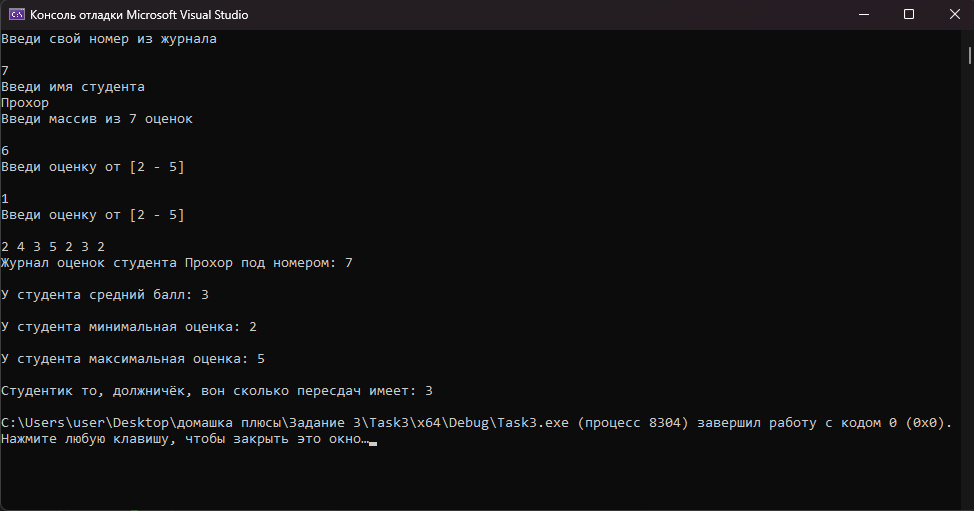 Консоль отладки Microsoft Visual Studio
Введи свой номер из журнала
7
Введи имя студента
Прохор
Введи массив из 7 оценок
6
Введи оценку от [2 - 5]
1
Введи оценку от [2 - 5]
2 4 3 5 2 3 2
Журнал оценок студента Прохор под номером: 7
У студента средний балл: 3
У студента минимальная оценка: 2
У студента максимальная оценка: 5
Студентик то, должничёк, вон сколько пересдач имеет: 3
C:\Users\user\Desktop\домашка плюсы\Задание 3\Task3\x64\Debug\Task3.exe (процесс 8304) завершил работу с кодом 0 (0x0).
Нажмите любую клавишу, чтобы закрыть это окно…